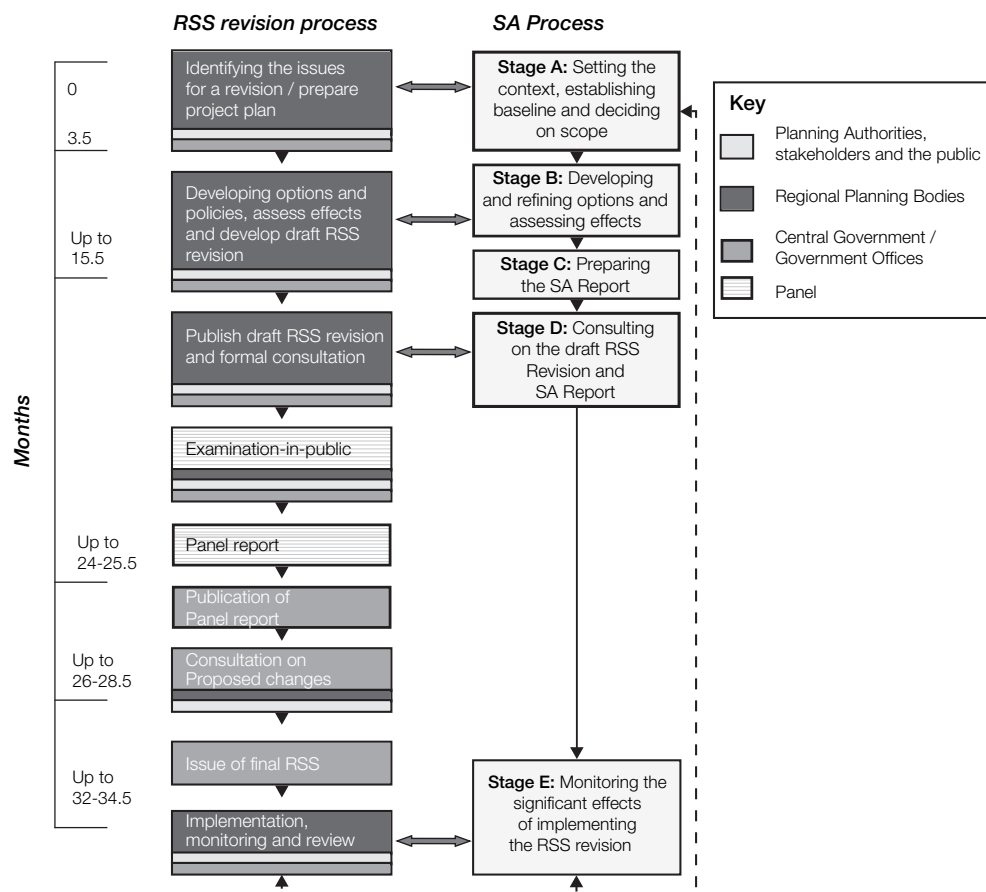 RSS revision process
SA Process
0
3.5
Up to
15.5
Months
Up to
24-25.5
Up to
26-28.5
Up to
32-34.5
Identifying the issues
for a revision / prepare
project plan
Developing options and
policies, assess effects
and develop draft RSS
revision
Publish draft RSS revision
and formal consultation
Examination-in-public
Panel report
Publication of
Panel report
Consultation on
Proposed changes
Issue of final RSS
Implementation,
monitoring and review
Stage A: Setting the
context, establishing
baseline and deciding
on scope
Stage B: Developing
and refining options and
assessing effects
Stage C: Preparing
the SA Report
Stage D: Consulting
on the draft RSS
Revision and
SA Report
Stage E: Monitoring the
significant effects
of implementing
the RSS revision
Key
Planning Authorities,
stakeholders and the public
Regional Planning Bodies
Central Government /
Government Offices
Panel